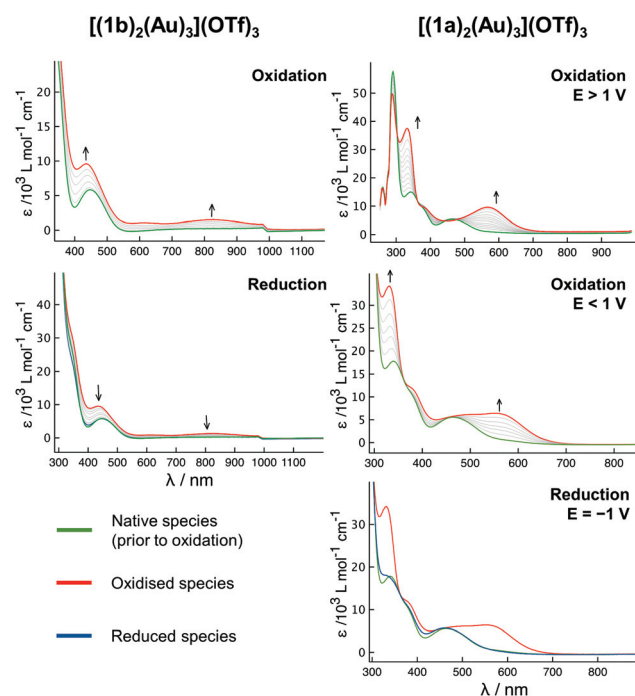 [(1b)₂(Au)₃](OTf)₃
[(1a)₂(Au)₃](OTf)₃
Oxidation
ε /10³ L mol⁻¹ cm⁻¹
20
15
10
5
0
400 500 600 700 800 900 1000 1100
Oxidation
E > 1 V
ε /10³ L mol⁻¹ cm⁻¹
50
40
30
20
10
0
300 400 500 600 700 800 900
Reduction
ε /10³ L mol⁻¹ cm⁻¹
40
30
20
10
0
300 400 500 600 700 800 900 1000 1100
λ / nm
Oxidation
E < 1 V
ε /10³ L mol⁻¹ cm⁻¹
30
20
10
0
300 400 500 600 700 800
Native species
(prior to oxidation)
Oxidised species
Reduced species
Reduction
E = −1 V
ε /10³ L mol⁻¹ cm⁻¹
30
20
10
0
300 400 500 600 700 800
λ / nm